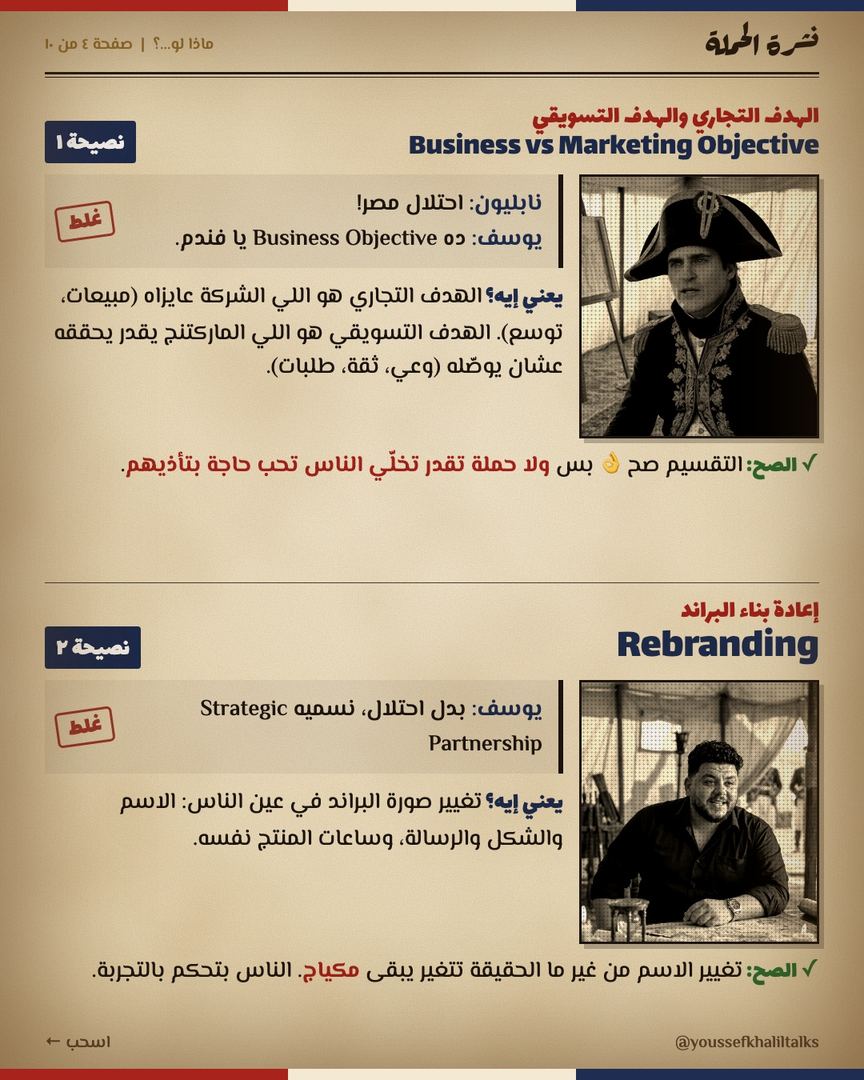 نشرة الحملة
ماذا لو...؟ | صفحة ٤ من ١٠
الهدف التجاري والهدف التسويقي
Business vs Marketing Objective
نصيحة ١
نابليون: احتلال مصر!
يوسف: ده Business Objective يا فندم.
غلط
يعني إيه؟ الهدف التجاري هو اللي الشركة عايزاه (مبيعات،
توسع). الهدف التسويقي هو اللي الماركتنج يقدر يحققه
عشان يوصّله (وعي، ثقة، طلبات).
✓ الصح: التقسيم صح 👌 بس ولا حملة تقدر تخلّي الناس تحب حاجة بتأذيهم.
إعادة بناء البراند
Rebranding
نصيحة ٢
يوسف: بدل احتلال، نسميه Strategic
Partnership
غلط
يعني إيه؟ تغيير صورة البراند في عين الناس: الاسم
والشكل والرسالة، وساعات المنتج نفسه.
✓ الصح: تغيير الاسم من غير ما الحقيقة تتغير يبقى مكياج. الناس بتحكم بالتجربة.
@youssefkhaliltalks
اسحب ←